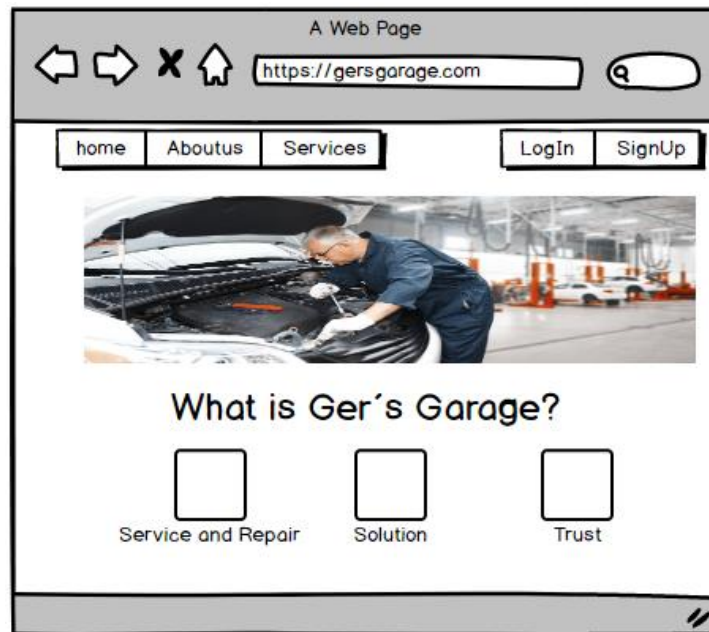 A Web Page
https://gersgarage.com
home Aboutus Services LogIn SignUp
What is Ger´s Garage?
Service and Repair Solution Trust